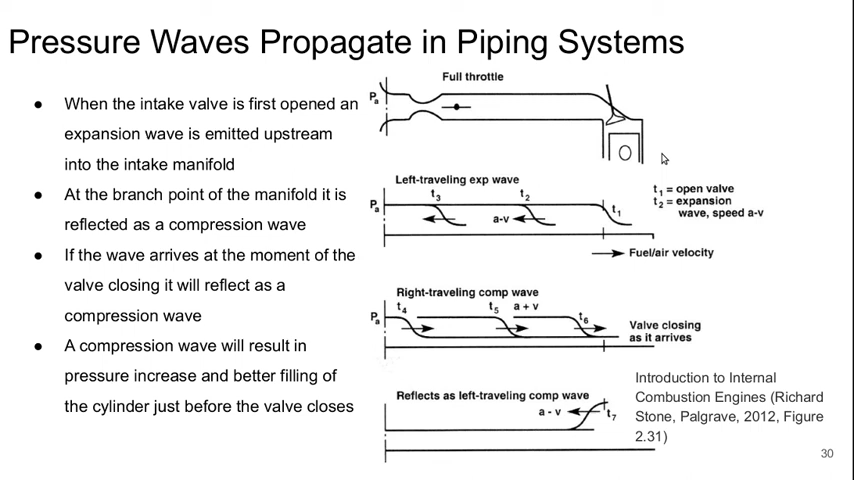 Pressure Waves Propagate in Piping Systems
● When the intake valve is first opened an
expansion wave is emitted upstream
into the intake manifold
● At the branch point of the manifold it is
reflected as a compression wave
● If the wave arrives at the moment of the
valve closing it will reflect as a
compression wave
● A compression wave will result in
pressure increase and better filling of
the cylinder just before the valve closes
Full throttle
Pa
Left-traveling exp wave
t3
t2
Pa
a-v
t1
t1 = open valve
t2 = expansion
wave, speed a-v
Fuel/air velocity
Right-traveling comp wave
t4
t5 a + v
Pa
t6
Valve closing
as it arrives
Reflects as left-traveling comp wave
a - v
t7
Introduction to Internal
Combustion Engines (Richard
Stone, Palgrave, 2012, Figure
2.31)
30